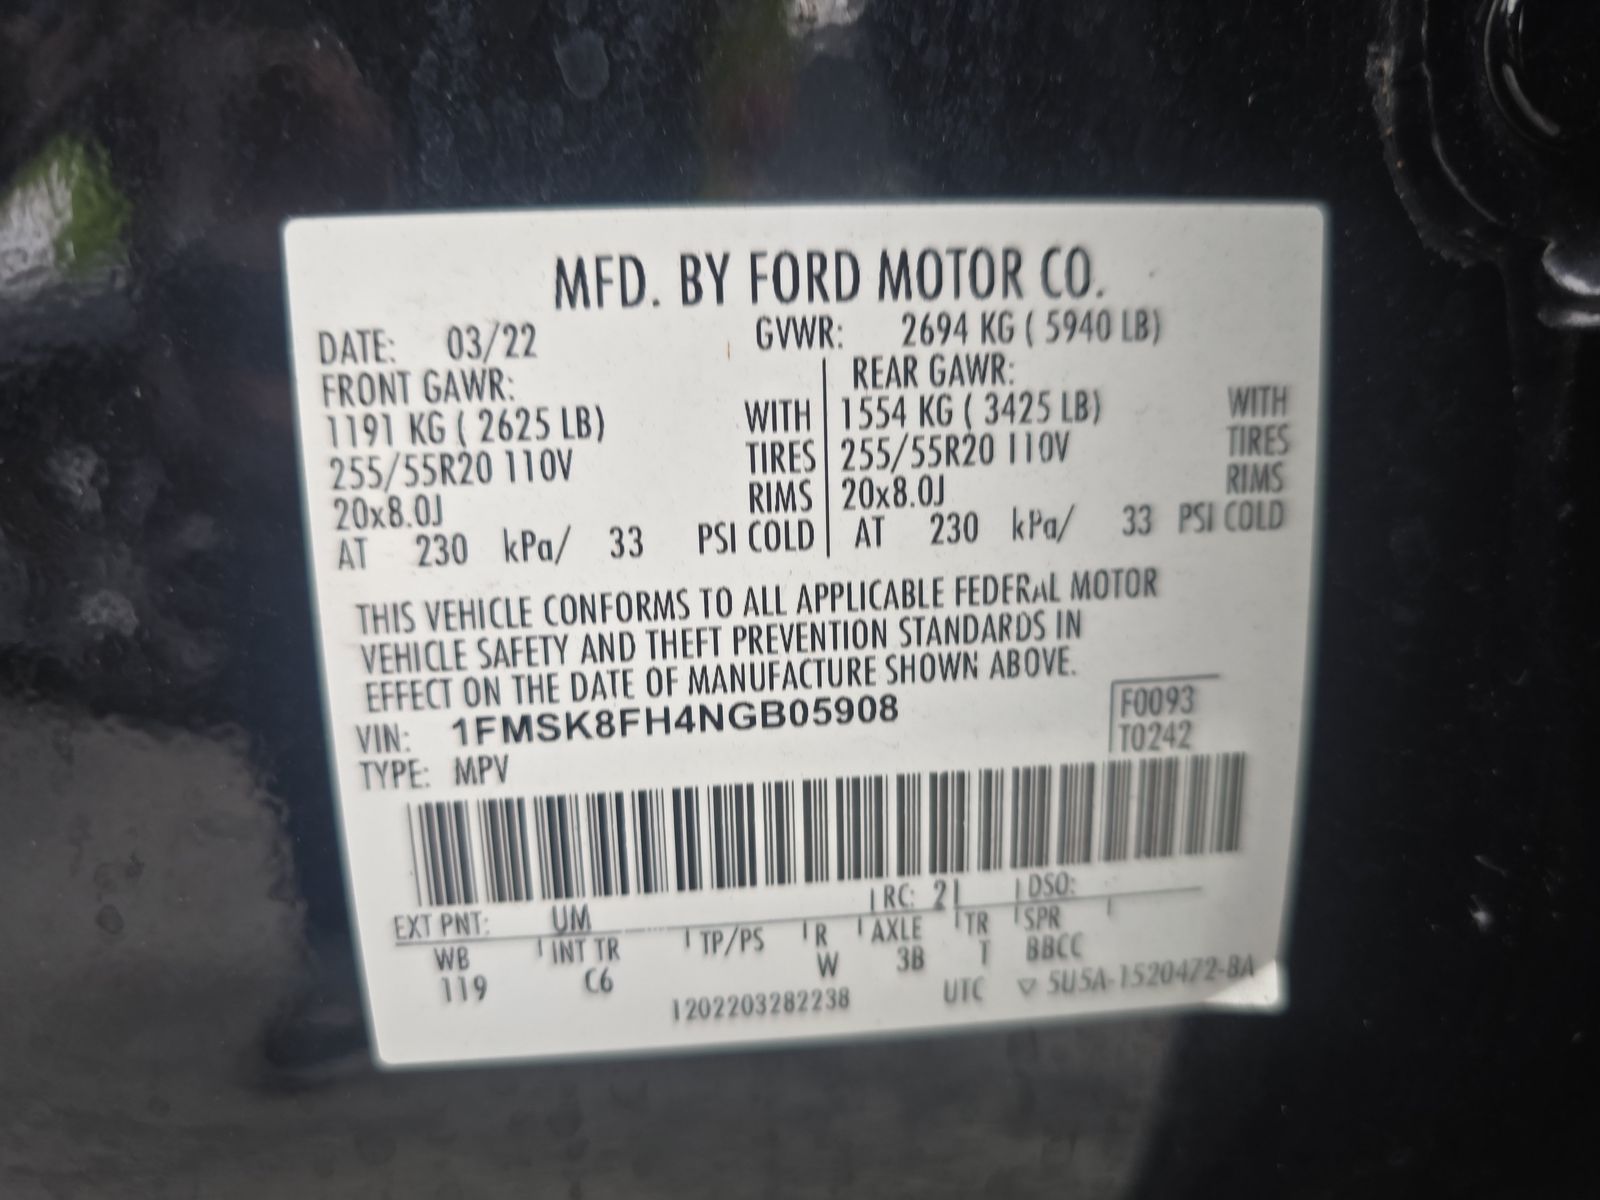 MFD. BY FORD MOTOR CO.
DATE: 03/22 GVWR: 2694 KG ( 5940 LB)
FRONT GAWR: REAR GAWR:
1191 KG ( 2625 LB) WITH 1554 KG ( 3425 LB) WITH
255/55R20 110V TIRES 255/55R20 110V TIRES
20x8.0J RIMS 20x8.0J RIMS
AT 230 kPa/ 33 PSI COLD AT 230 kPa/ 33 PSI COLD
THIS VEHICLE CONFORMS TO ALL APPLICABLE FEDERAL MOTOR
VEHICLE SAFETY AND THEFT PREVENTION STANDARDS IN
EFFECT ON THE DATE OF MANUFACTURE SHOWN ABOVE.
VIN: 1FMSK8FH4NGB05908 F0093
TYPE: MPV T0242
EXT PNT: UM RC: 21 DSO:
WB INT TR TP/PS R AXLE TR SPR
119 C6 W 3B T BBCC
1202203282238 UTC ▽ 5U5A-1520472-BA